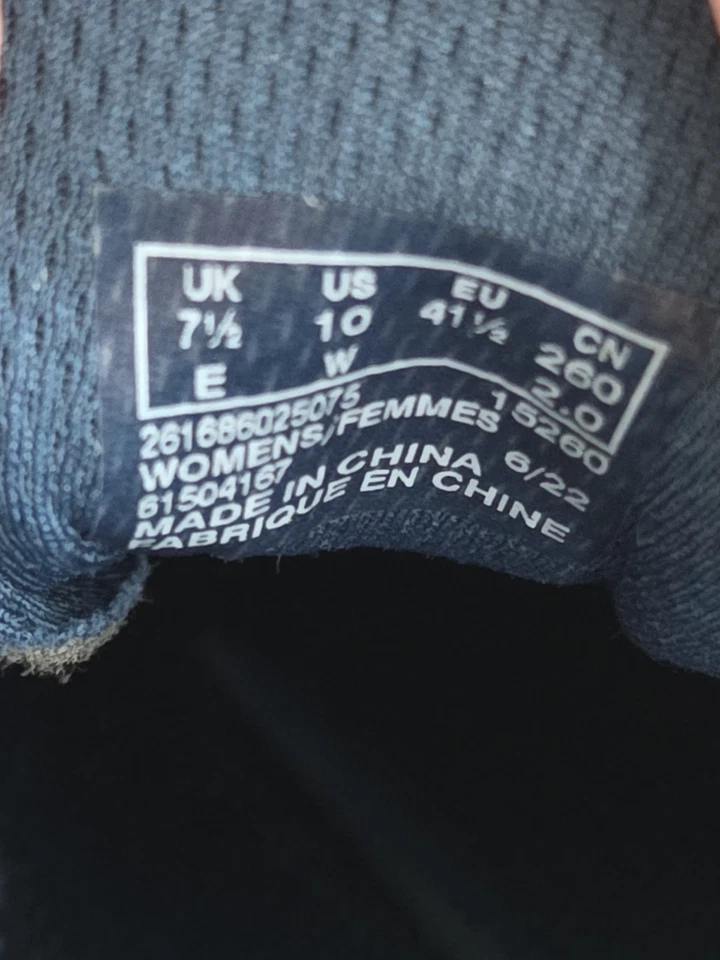 UK US EU CN
7½ 10 41½ 260
E W 2.0
261686025075 15260
WOMENS/FEMMES
61504167 6/22
MADE IN CHINA
FABRIQUE EN CHINE